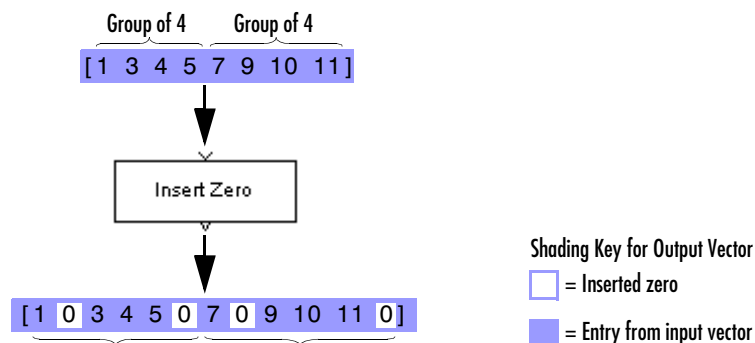 Group of 4 Group of 4
[1 3 4 5 7 9 10 11]
Insert Zero
Shading Key for Output Vector
= Inserted zero
[1 0 3 4 5 0 7 0 9 10 11 0]
= Entry from input vector